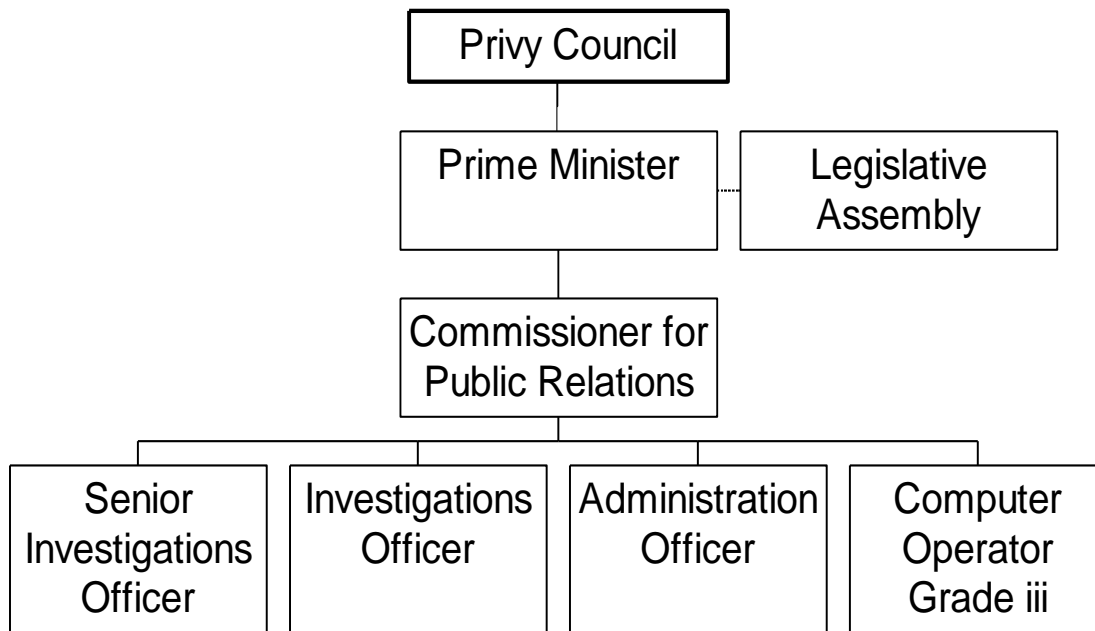 Privy Council
Prime Minister
Legislative
Assembly
Commissioner for
Public Relations
Senior
Investigations
Officer
Investigations
Officer
Administration
Officer
Computer
Operator
Grade iii